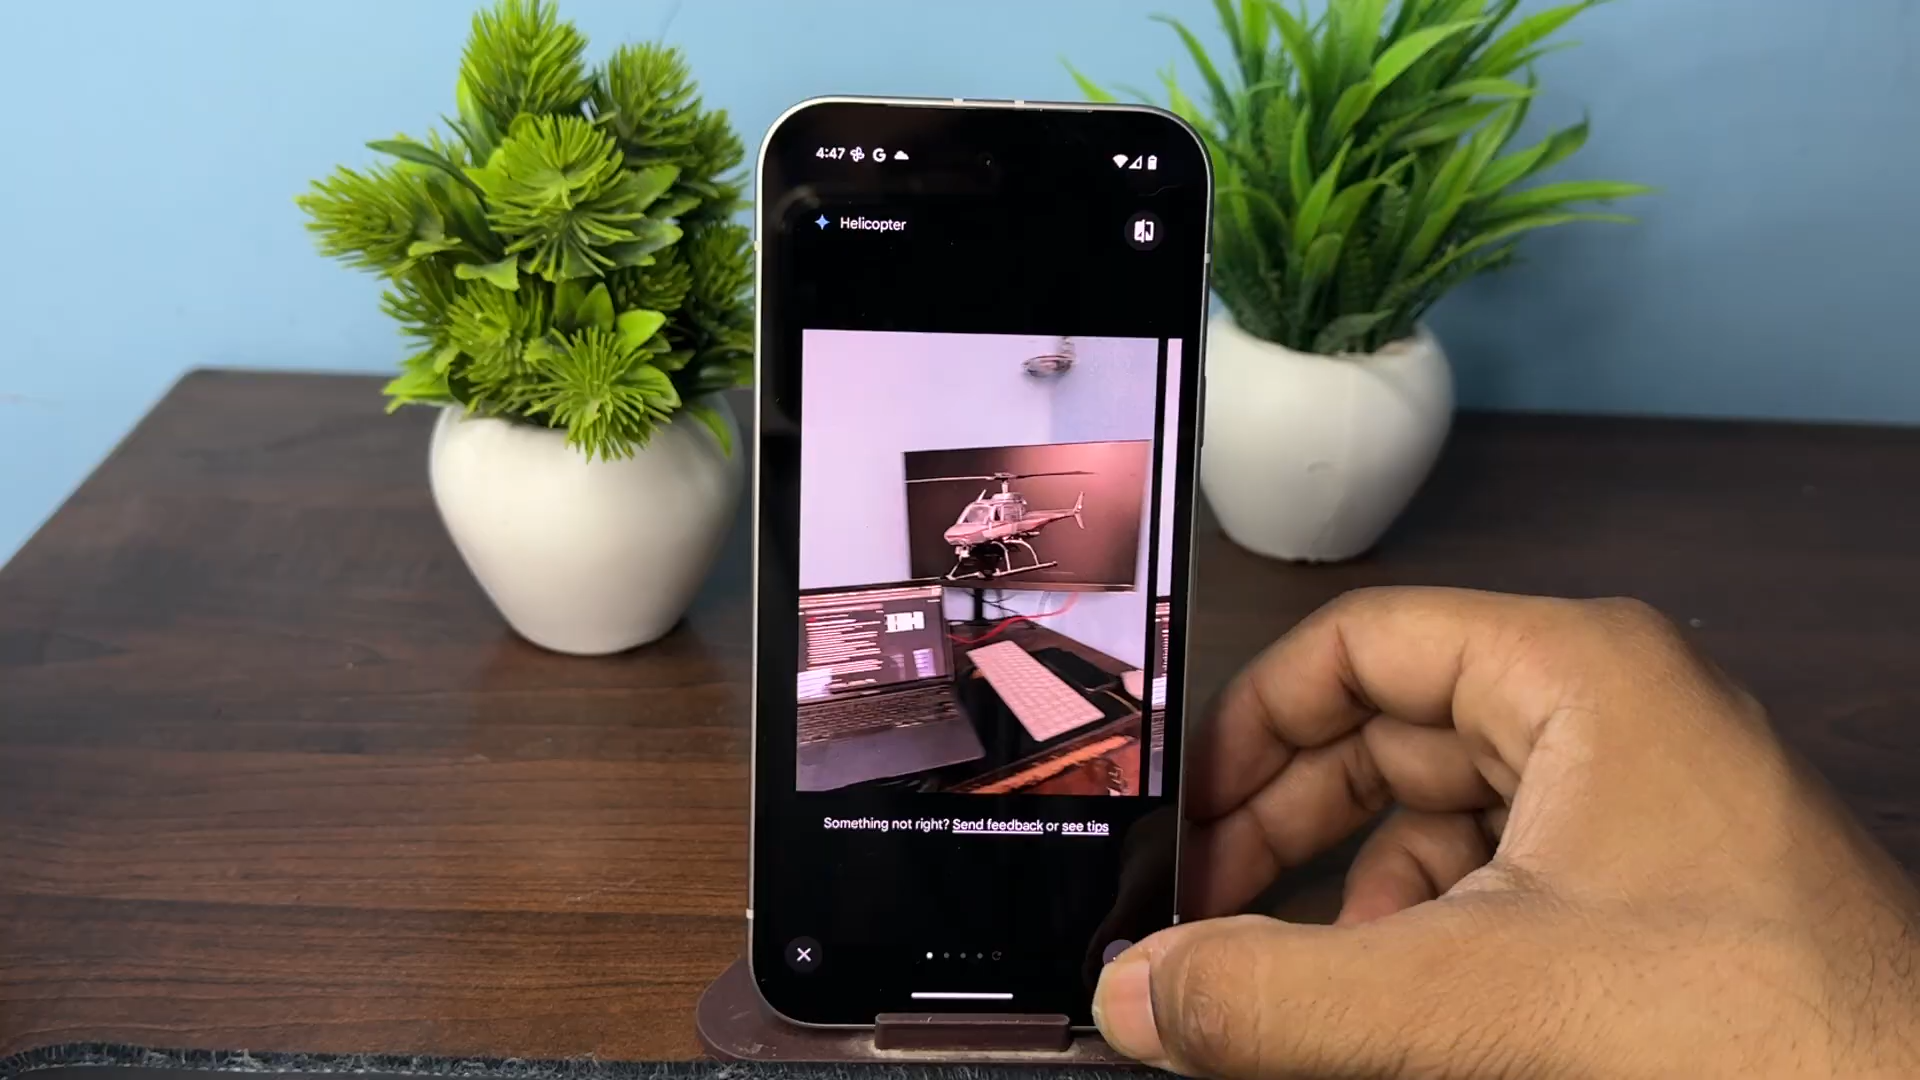 4:47 G
Helicopter
Something not right? Send feedback or see tips